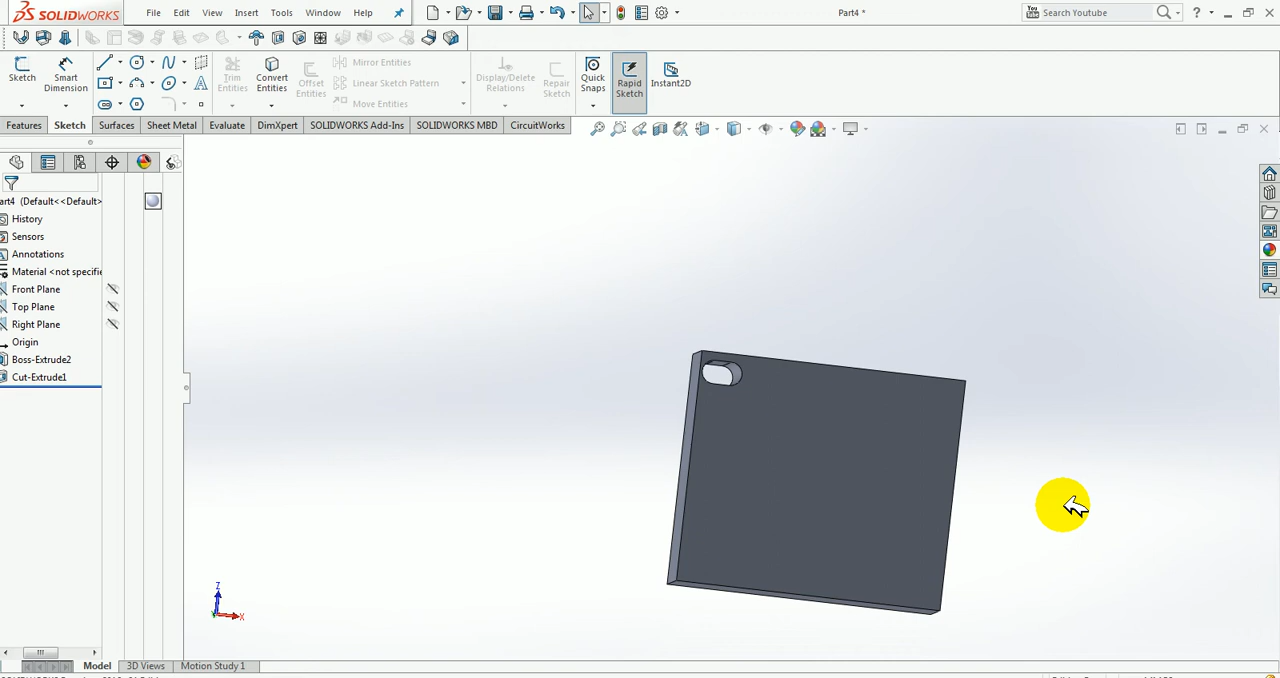 SOLIDWORKS File Edit View Insert Tools Window Help Part4 * Search Youtube
Sketch Smart Dimension Trim Entities Convert Entities Offset Entities Mirror Entities Linear Sketch Pattern Move Entities Display/Delete Relations Repair Sketch Quick Snaps Rapid Sketch Instant2D
Features Sketch Surfaces Sheet Metal Evaluate DimXpert SOLIDWORKS Add-Ins SOLIDWORKS MBD CircuitWorks
art4 (Default<<Default>
History
Sensors
Annotations
Material <not specifie
Front Plane
Top Plane
Right Plane
Origin
Boss-Extrude2
Cut-Extrude1
Z
X
Model 3D Views Motion Study 1